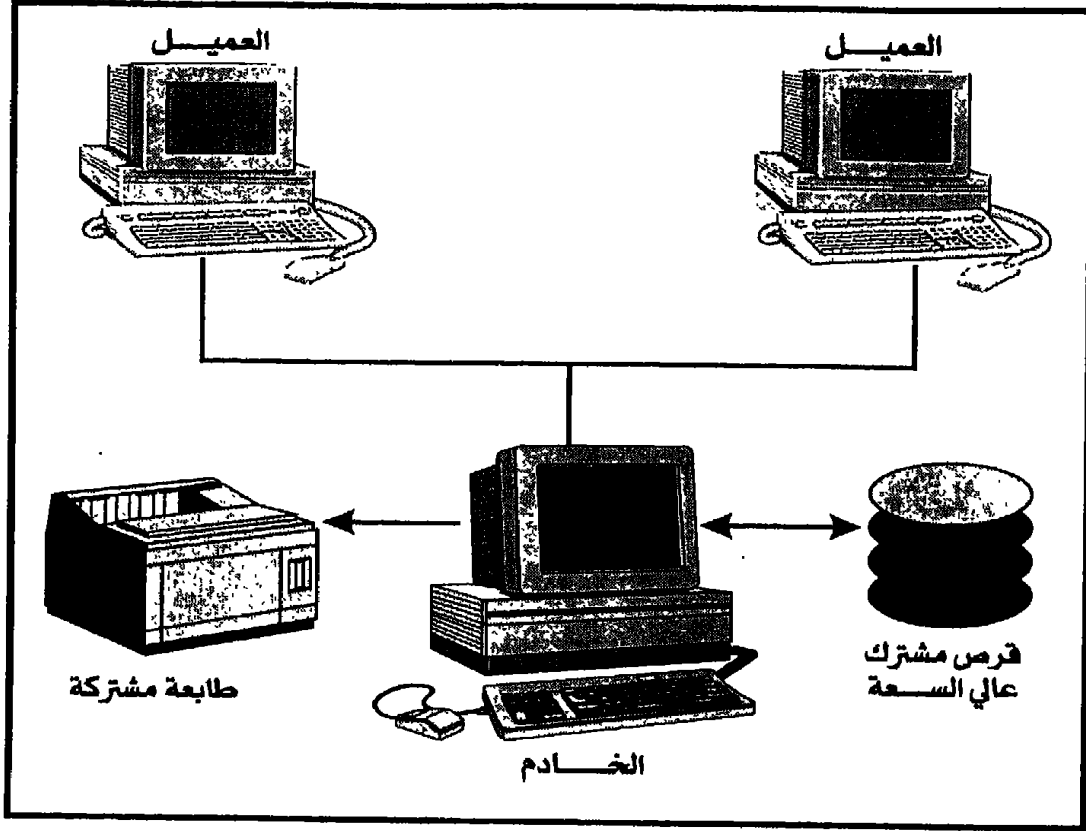 العميل
العميل
قرص مشترك
عالي السعة
طابعة مشتركة
الخادم